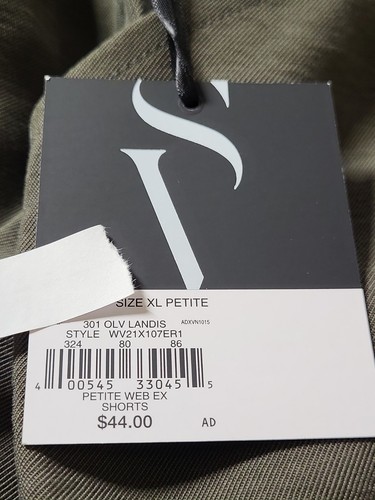 SV
SIZE XL PETITE
301 OLV LANDIS ADXVN1015
STYLE WV21X107ER1
324 80 86
4 00545 33045 5
PETITE WEB EX
SHORTS
$44.00 AD